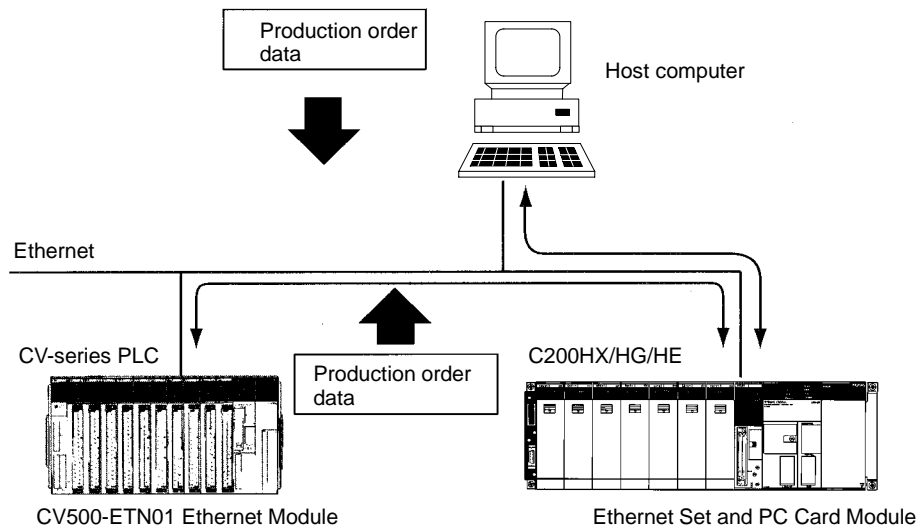 Production order
data
Host computer
Ethernet
CV-series PLC
Production order
data
C200HX/HG/HE
CV500-ETN01 Ethernet Module
Ethernet Set and PC Card Module